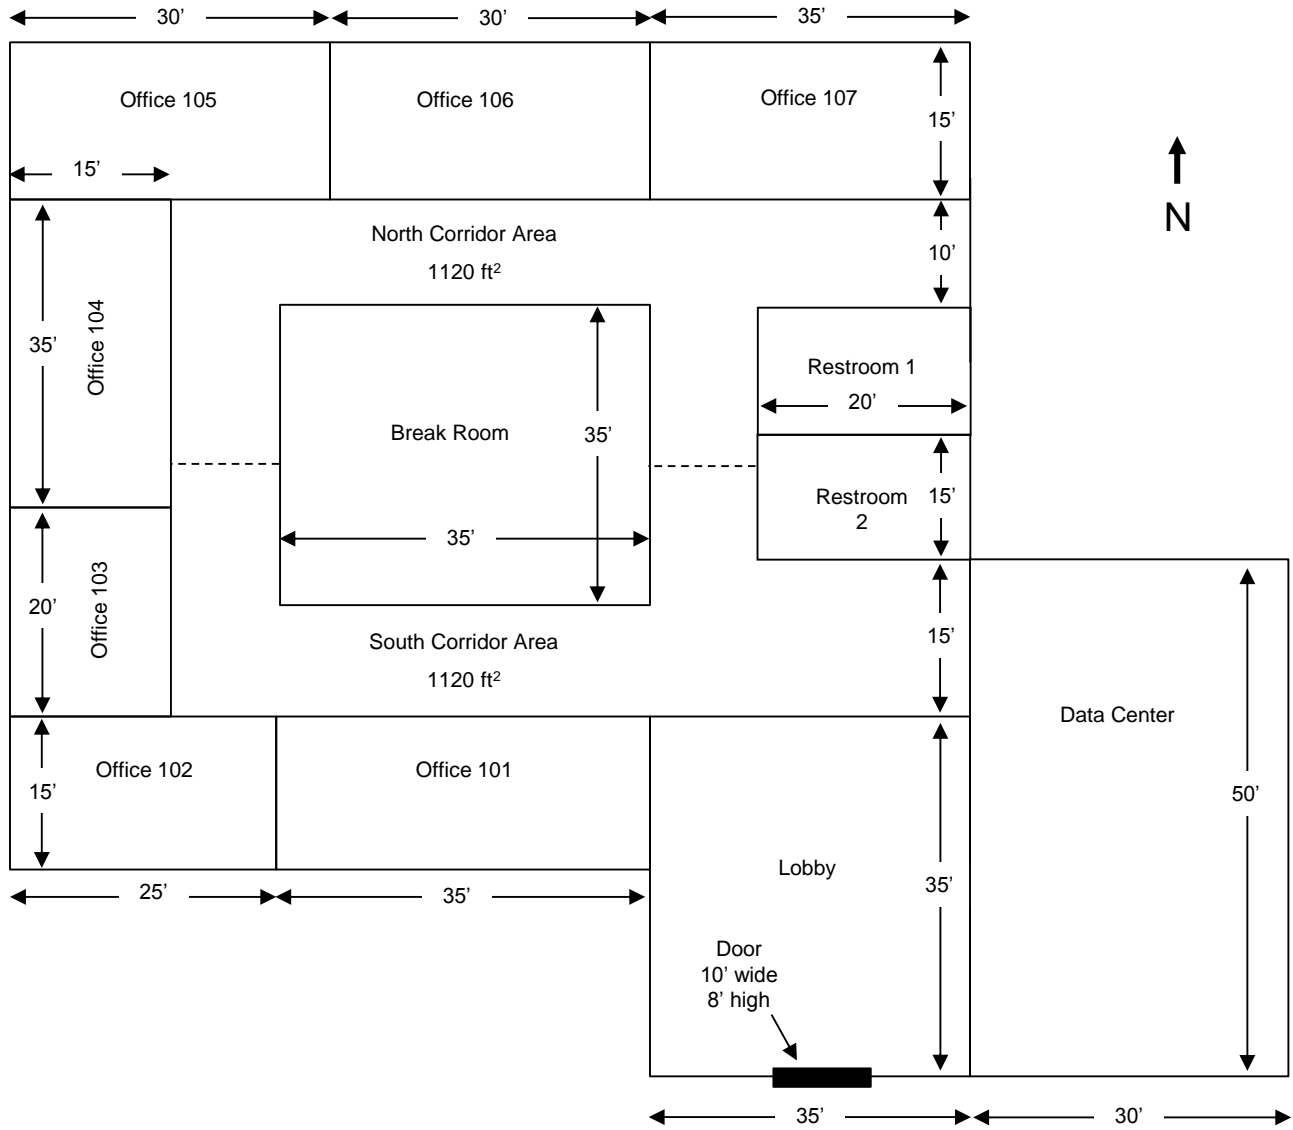 30’ 30’ 35’
Office 105 Office 106 Office 107
15’
15’
N
North Corridor Area
1120 ft²
10’
Office 104
35’
Restroom 1
20’
Break Room
35’
Restroom
2
15’
35’
Office 103
20’
South Corridor Area
1120 ft²
15’
Data Center
Office 102 Office 101
15’
50’
Lobby
35’
25’ 35’
Door
10’ wide
8’ high
35’ 30’